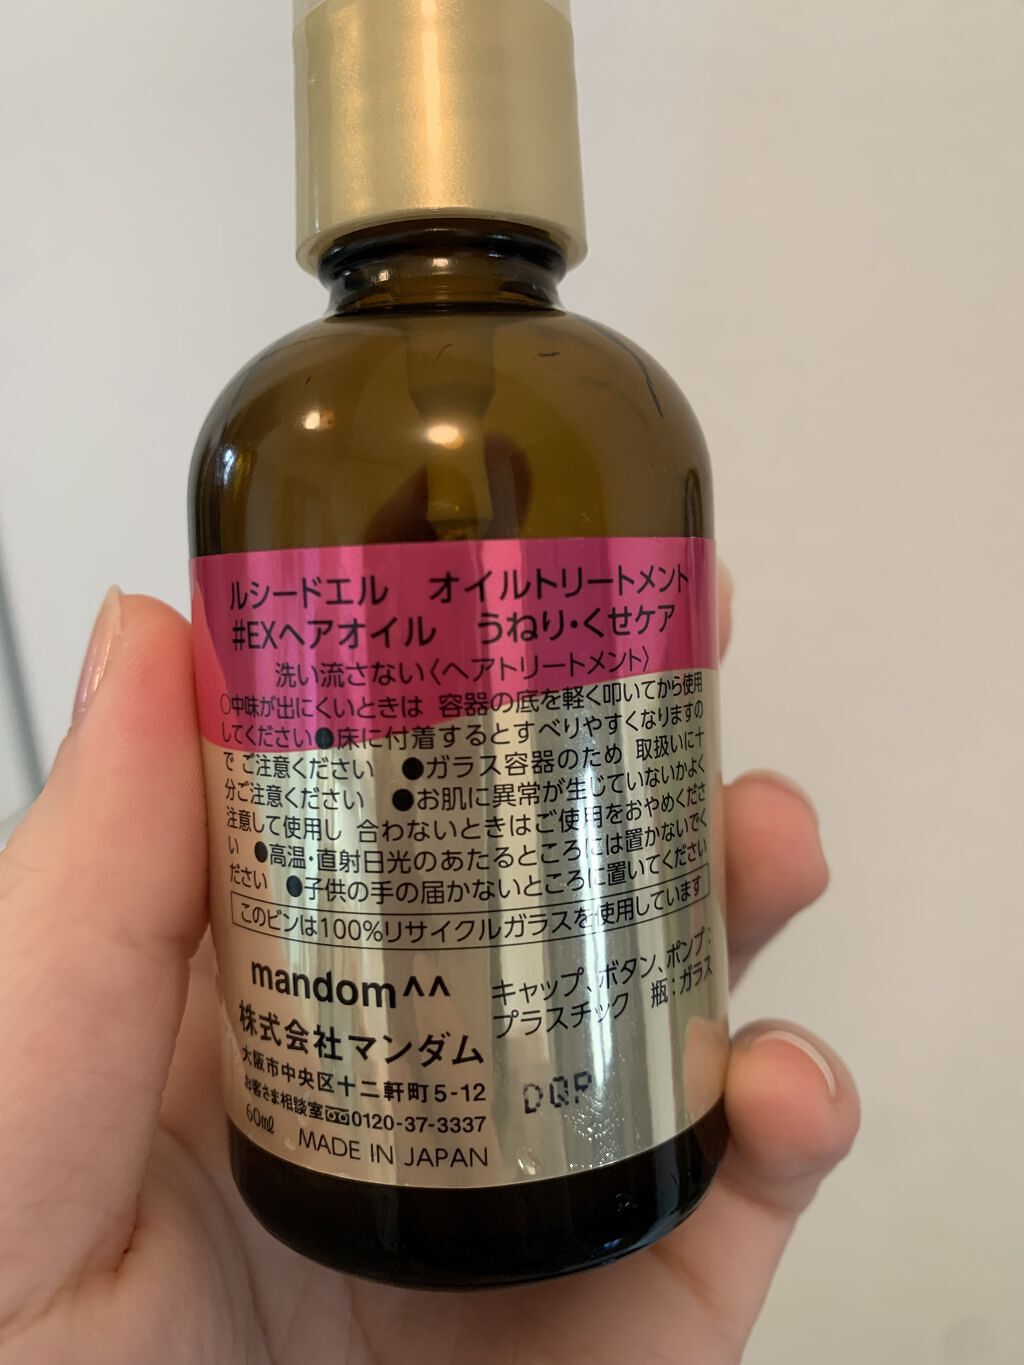 ルシードエル　オイルトリートメント
#EXヘアオイル　うねり・くせケア
洗い流さない〈ヘアトリートメント〉
○中味が出にくいときは 容器の底を軽く叩いてから使用
してください●床に付着するとすべりやすくなりますの
で ご注意ください　●ガラス容器のため 取扱いに十
分ご注意ください　●お肌に異常が生じていないかよく
注意して使用し 合わないときはご使用をおやめくださ
い　●高温・直射日光のあたるところには置かないでく
ださい　●子供の手の届かないところに置いてください
このビンは100%リサイクルガラスを使用しています
mandom^^
株式会社マンダム
大阪市中央区十二軒町5-12
お客さま相談室 0120-37-3337
60㎖　MADE IN JAPAN
キャップ、ボタン、ポンプ：
プラスチック　瓶：ガラス
DQP